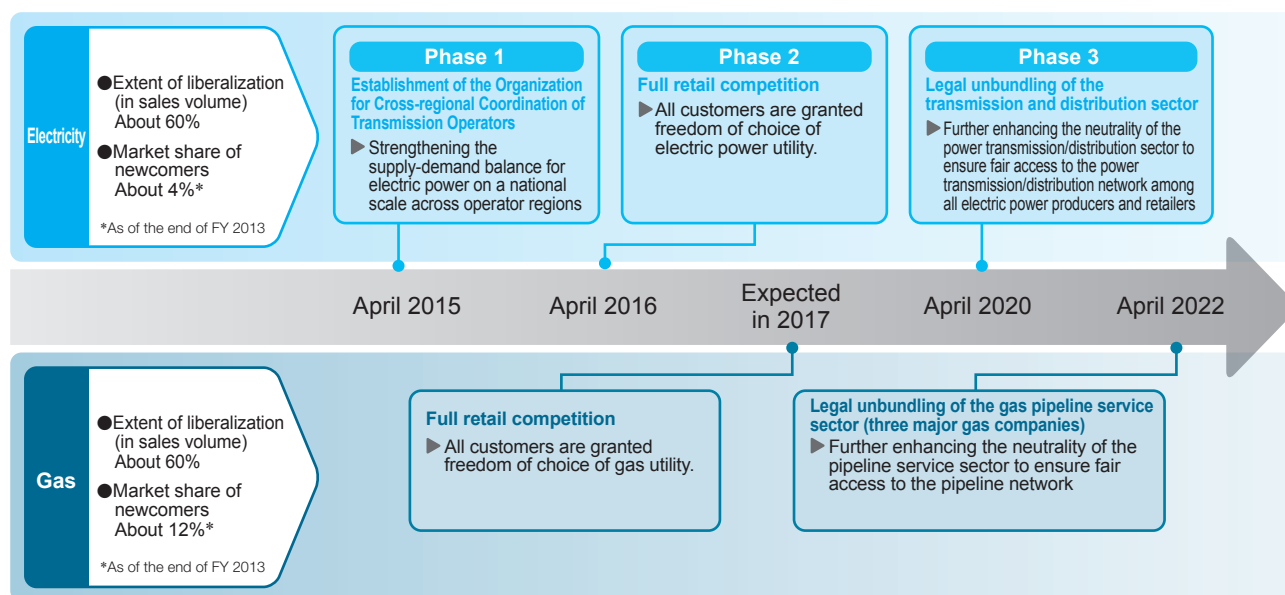 Electricity
●Extent of liberalization
(in sales volume)
About 60%
●Market share of
newcomers
About 4%*
*As of the end of FY 2013
Phase 1
Establishment of the Organization
for Cross-regional Coordination of
Transmission Operators
▶ Strengthening the
supply-demand balance for
electric power on a national
scale across operator regions
Phase 2
Full retail competition
▶ All customers are granted
freedom of choice of
electric power utility.
Phase 3
Legal unbundling of the
transmission and distribution sector
▶ Further enhancing the neutrality of the
power transmission/distribution sector to
ensure fair access to the power
transmission/distribution network among
all electric power producers and retailers
April 2015
April 2016
Expected
in 2017
April 2020
April 2022
Gas
●Extent of liberalization
(in sales volume)
About 60%
●Market share of
newcomers
About 12%*
*As of the end of FY 2013
Full retail competition
▶ All customers are granted
freedom of choice of gas utility.
Legal unbundling of the gas pipeline service
sector (three major gas companies)
▶ Further enhancing the neutrality of the
pipeline service sector to ensure fair
access to the pipeline network